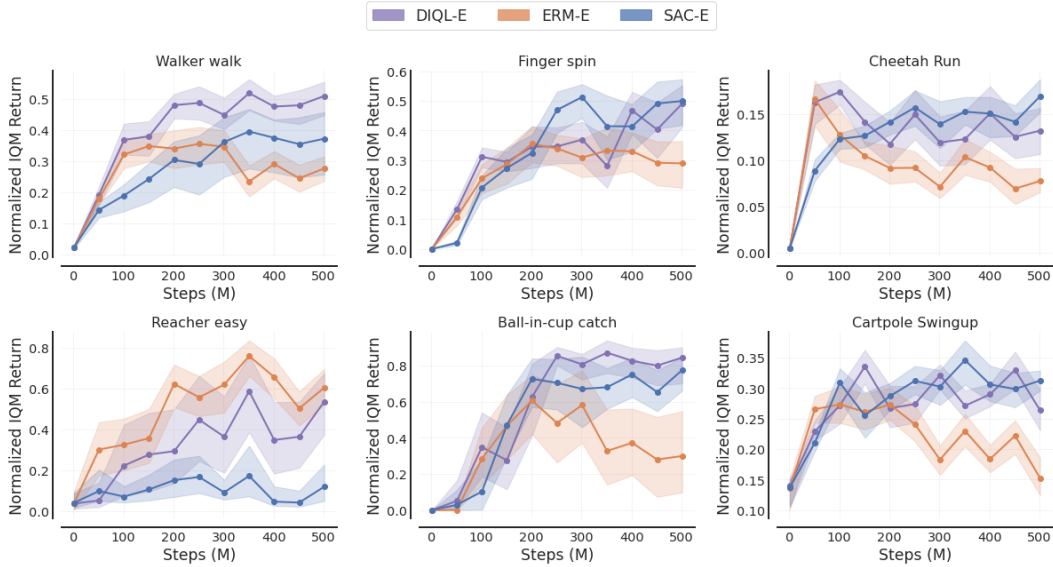 DIQL-E ERM-E SAC-E
Walker walk
Normalized IQM Return
0.5
0.4
0.3
0.2
0.1
0.0
0 100 200 300 400 500
Steps (M)
Finger spin
Normalized IQM Return
0.6
0.5
0.4
0.3
0.2
0.1
0.0
0 100 200 300 400 500
Steps (M)
Cheetah Run
Normalized IQM Return
0.15
0.10
0.05
0.00
0 100 200 300 400 500
Steps (M)
Reacher easy
Normalized IQM Return
0.8
0.6
0.4
0.2
0.0
0 100 200 300 400 500
Steps (M)
Ball-in-cup catch
Normalized IQM Return
0.8
0.6
0.4
0.2
0.0
0 100 200 300 400 500
Steps (M)
Cartpole Swingup
Normalized IQM Return
0.35
0.30
0.25
0.20
0.15
0.10
0 100 200 300 400 500
Steps (M)